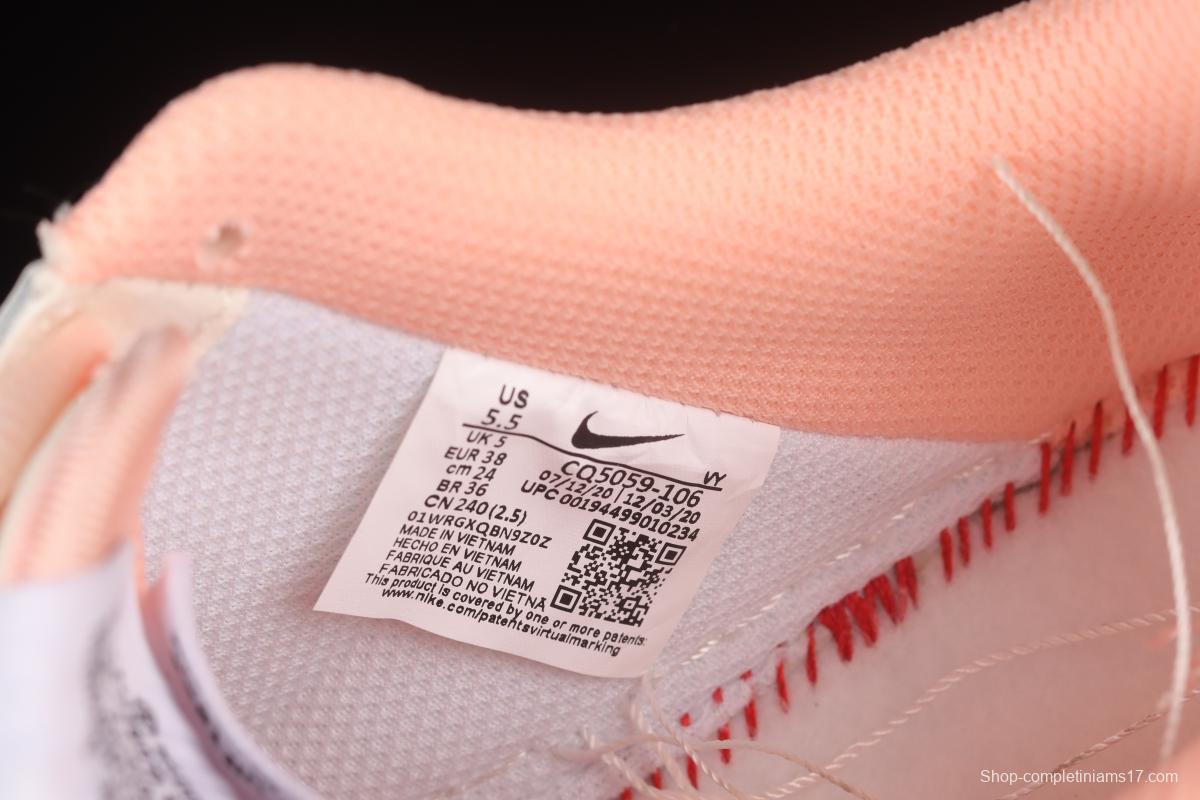 US
5.5
UK 5
EUR 38
cm 24
BR 36
CN 240 (2.5)
VY
CQ5059-106
07/12/20 | 12/03/20
UPC 00194499010234
01WRGXQBN9Z0Z
MADE IN VIETNAM
HECHO EN VIETNAM
FABRIQUE AU VIETNAM
FABRICADO NO VIETNÃ
This product is covered by one or more patents:
www.nike.com/patentsvirtualmarking
Shop-completiniams17.com